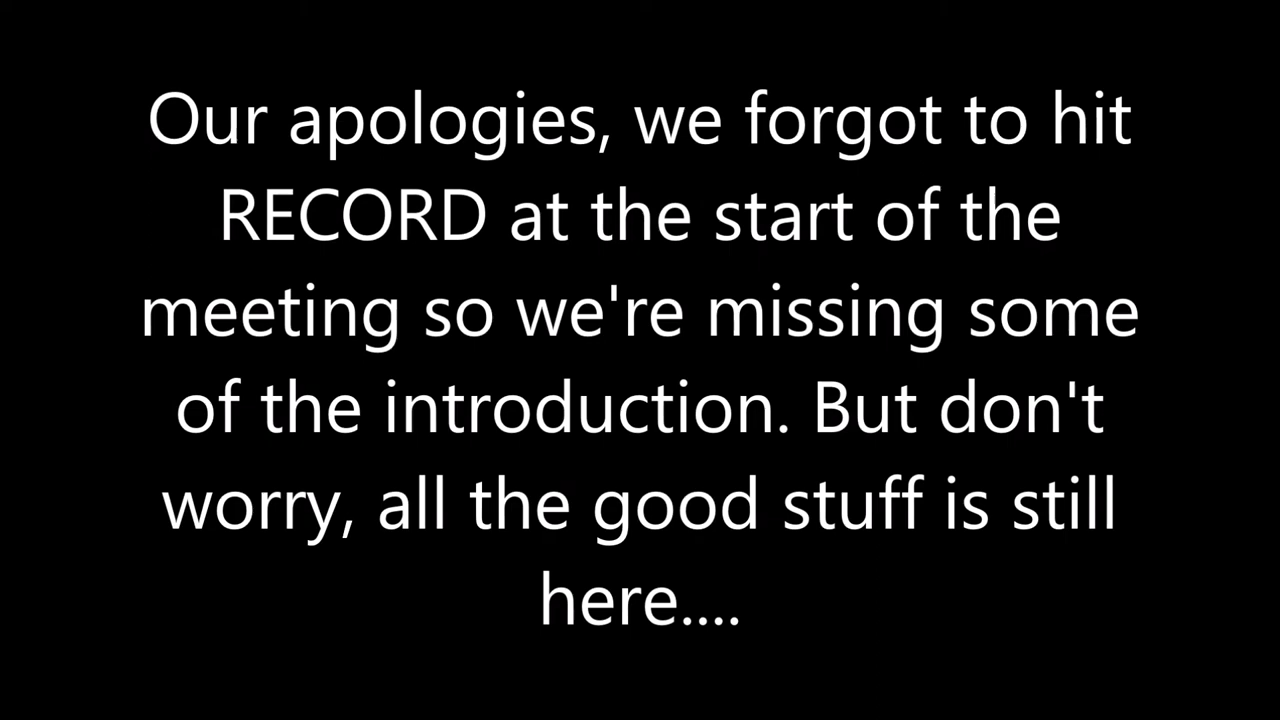 Our apologies, we forgot to hit
RECORD at the start of the
meeting so we're missing some
of the introduction. But don't
worry, all the good stuff is still
here....